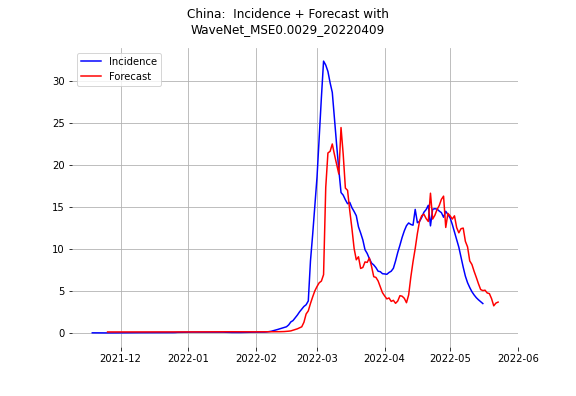 China:  Incidence + Forecast with
WaveNet_MSE0.0029_20220409
Incidence
Forecast
30
25
20
15
10
5
0
2021-12 2022-01 2022-02 2022-03 2022-04 2022-05 2022-06